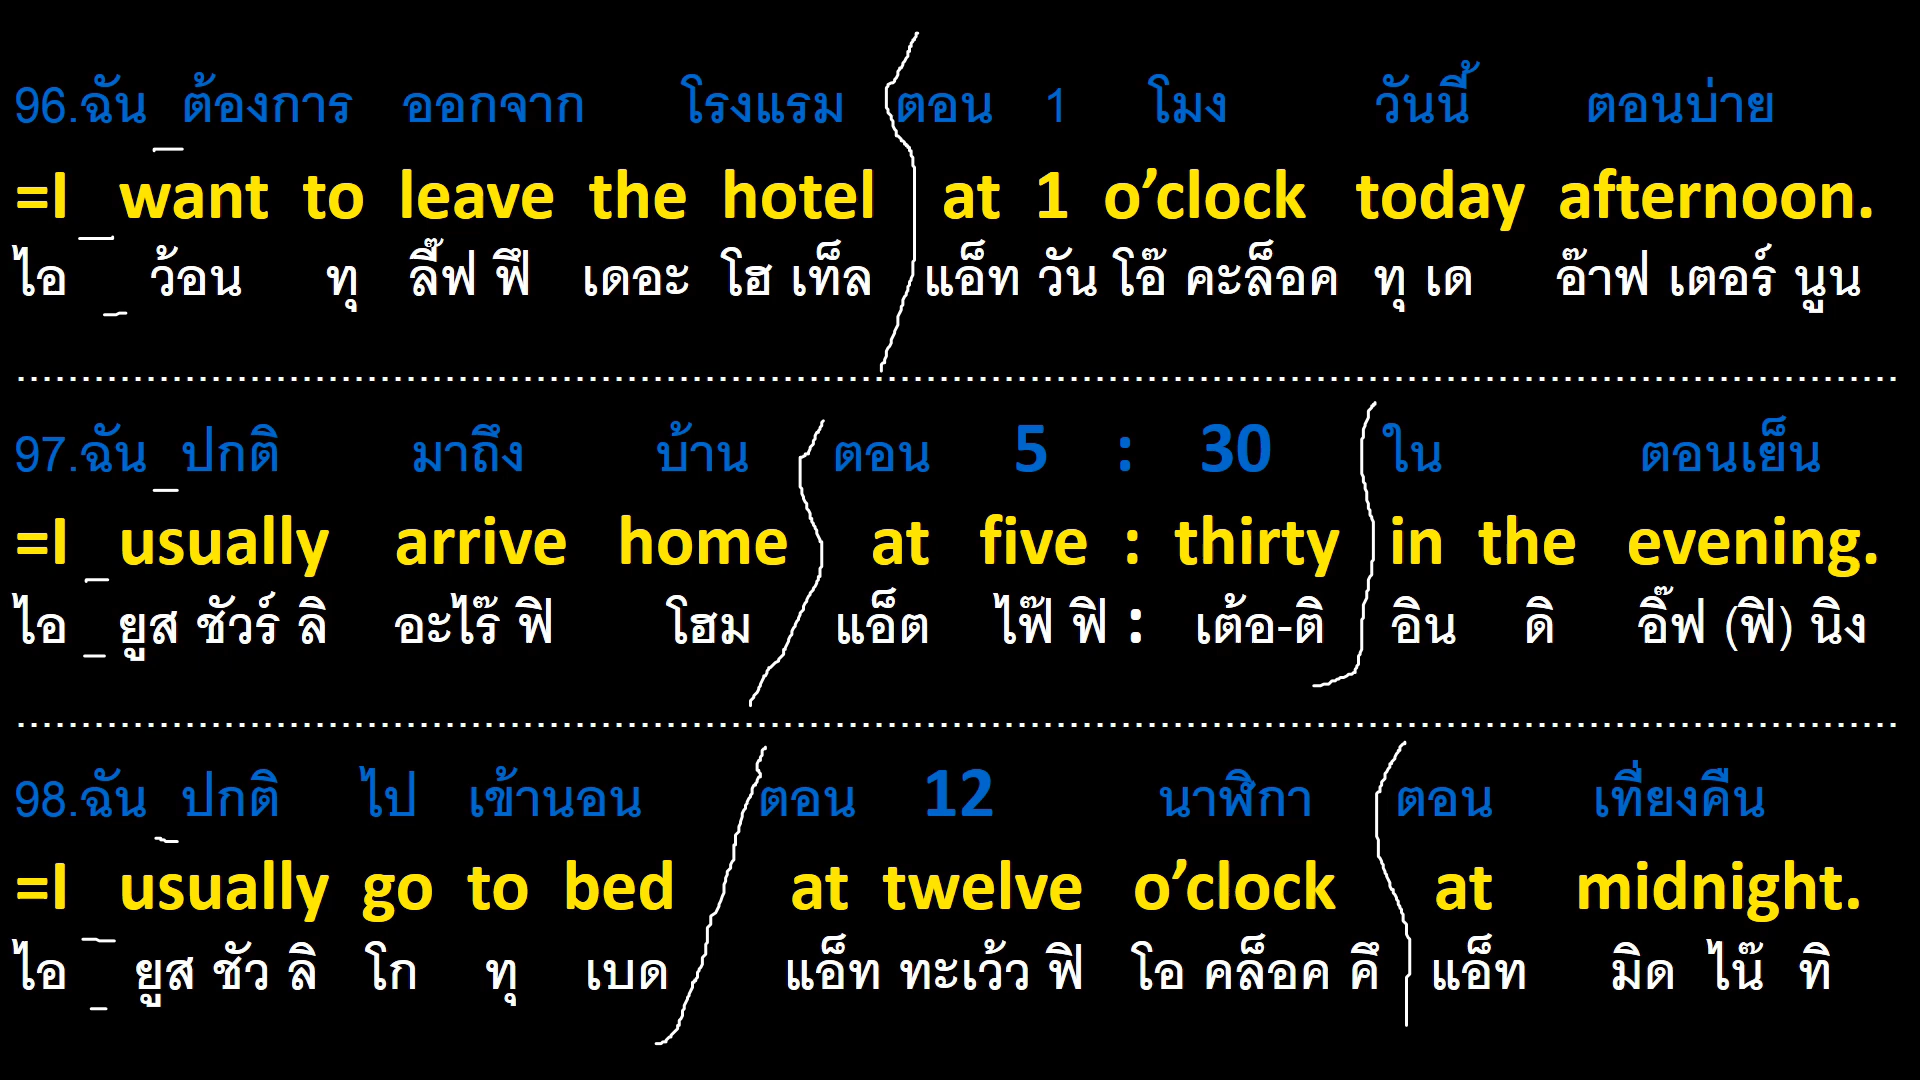 96.ฉัน ต้องการ ออกจาก โรงแรม ตอน 1 โมง วันนี้ ตอนบ่าย
=I want to leave the hotel at 1 o’clock today afternoon.
ไอ ว้อน ทุ ลี๊ฟ ฟึ เดอะ โฮ เท็ล แอ็ท วัน โอ๊ คะล็อค ทุ เด อ๊าฟ เตอร์ นูน
97.ฉัน ปกติ มาถึง บ้าน ตอน 5 : 30 ใน ตอนเย็น
=I usually arrive home at five : thirty in the evening.
ไอ ยูส ชัวร์ ลิ อะไร๊ ฟิ โฮม แอ็ต ไฟ๊ ฟิ : เต้อ-ติ อิน ดิ อิ๊ฟ (ฟิ) นิง
98.ฉัน ปกติ ไป เข้านอน ตอน 12 นาฬิกา ตอน เที่ยงคืน
=I usually go to bed at twelve o’clock at midnight.
ไอ ยูส ชัว ลิ โก ทุ เบด แอ็ท ทะเว้ว ฟิ โอ คล็อค คึ แอ็ท มิด ไน๊ ทิ